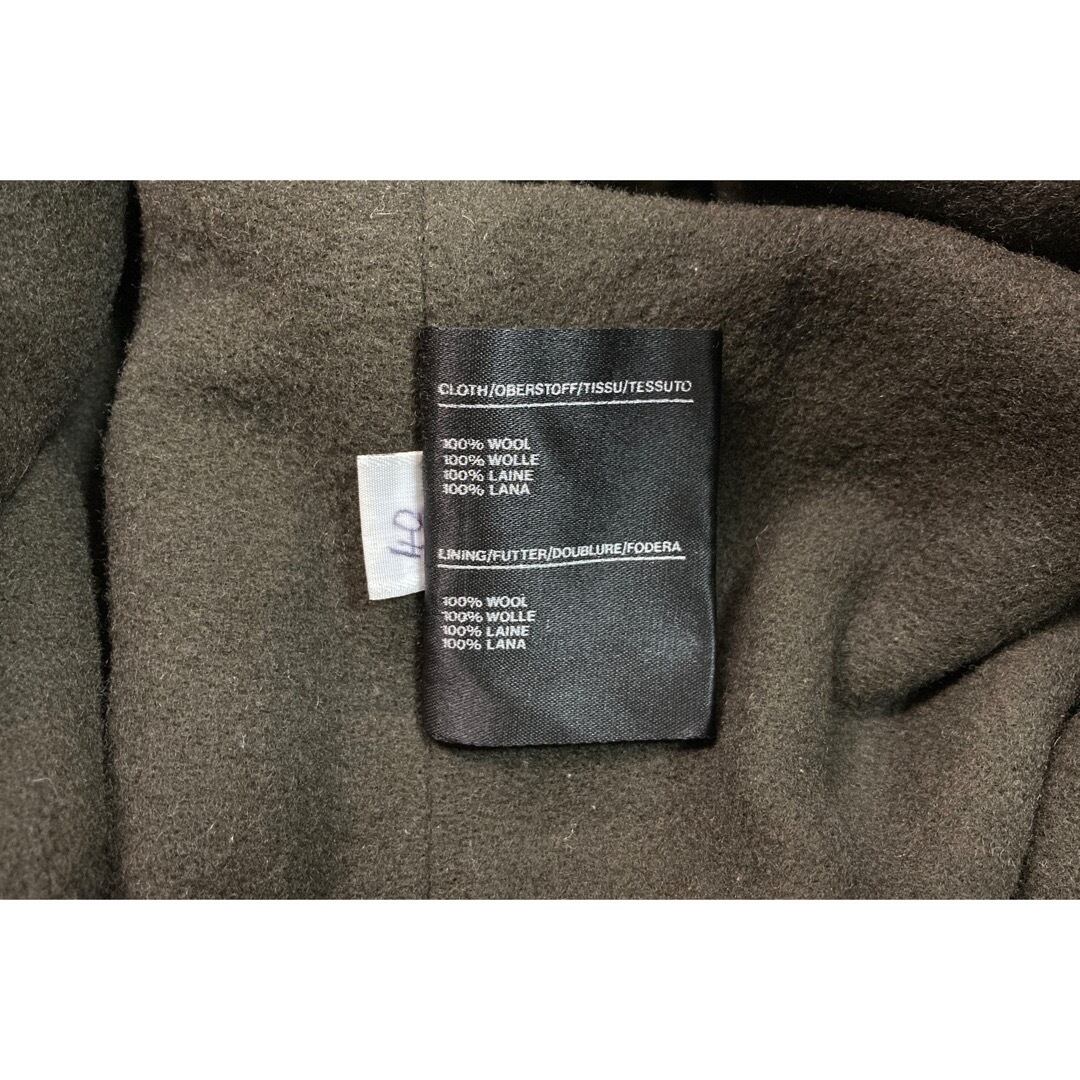 CLOTH/OBERSTOFF/TISSU/TESSUTO
100% WOOL
100% WOLLE
100% LAINE
100% LANA
40
LINING/FUTTER/DOUBLURE/FODERA
100% WOOL
100% WOLLE
100% LAINE
100% LANA